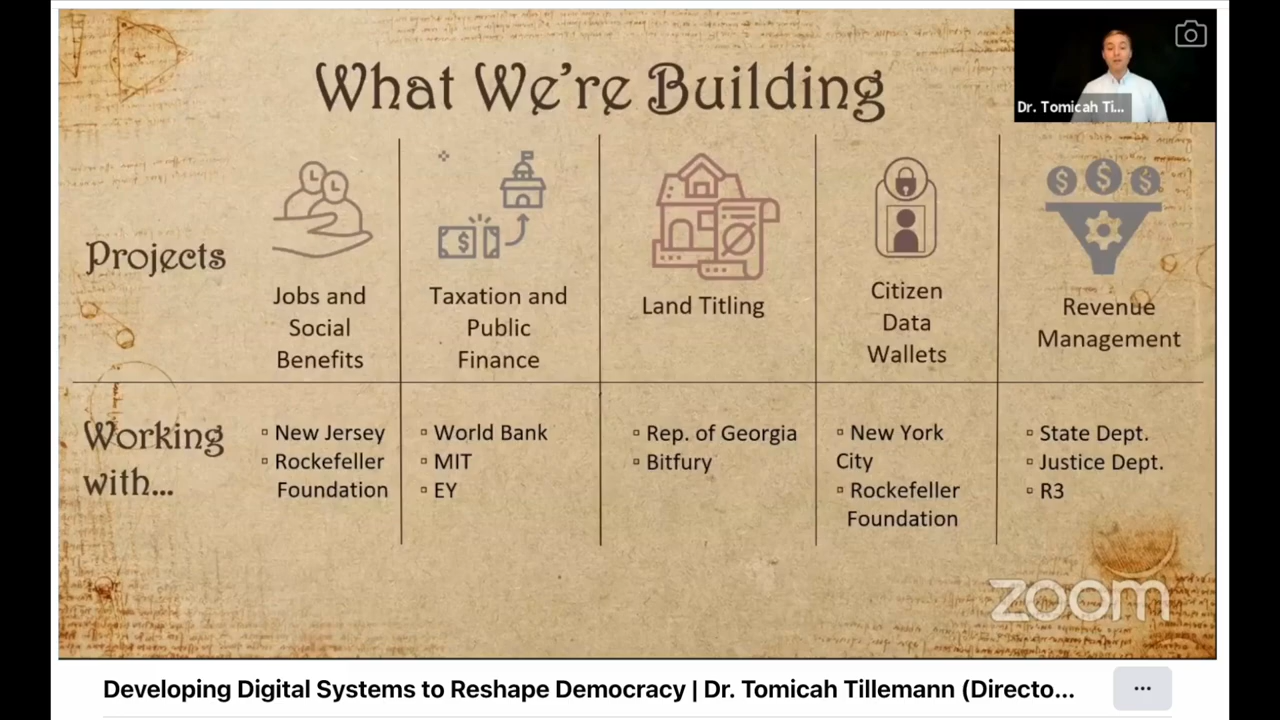 What We're Building
Dr. Tomicah Ti...
Projects
Jobs and
Social
Benefits
Taxation and
Public
Finance
Land Titling
Citizen
Data
Wallets
Revenue
Management
Working
with...
▫ New Jersey
▫ Rockefeller
Foundation
▫ World Bank
▫ MIT
▫ EY
▫ Rep. of Georgia
▫ Bitfury
▫ New York
City
▫ Rockefeller
Foundation
▫ State Dept.
▫ Justice Dept.
▫ R3
zoom
Developing Digital Systems to Reshape Democracy | Dr. Tomicah Tillemann (Directo...